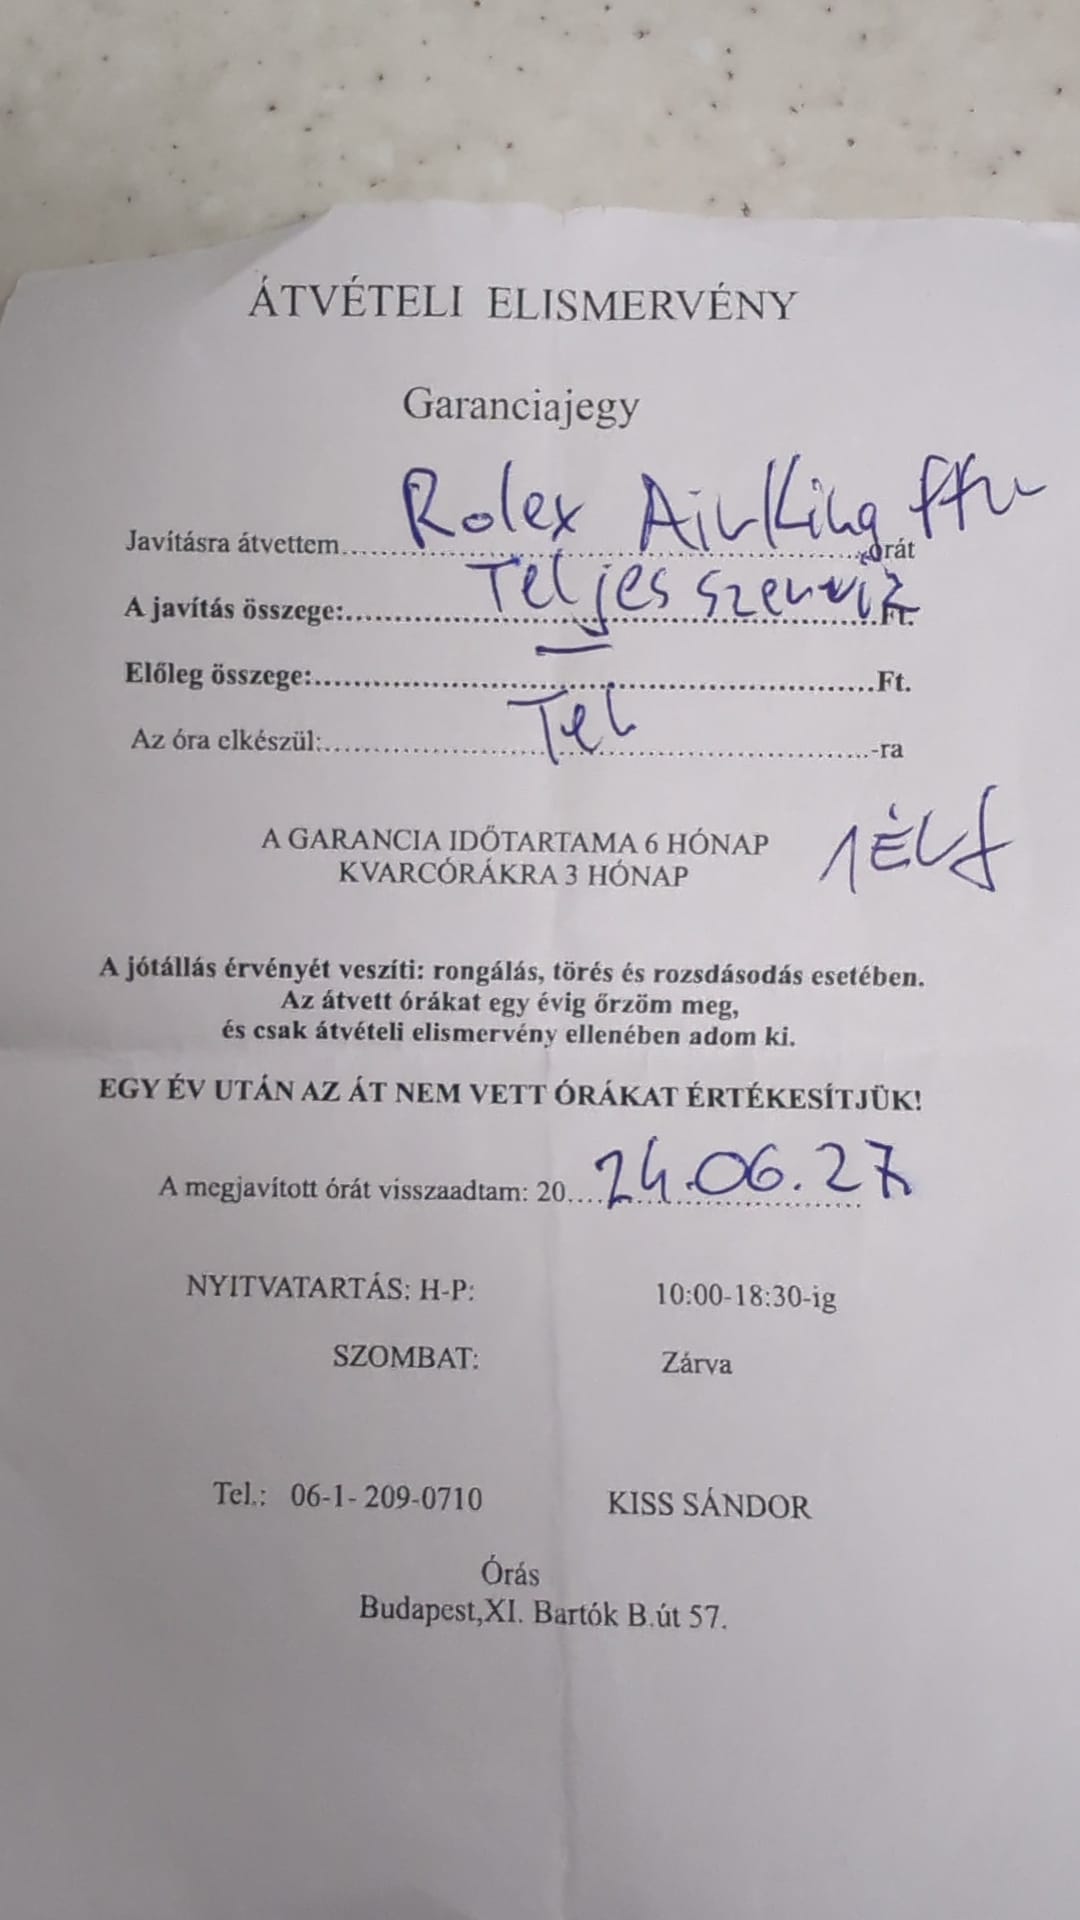 ÁTVÉTELI ELISMERVÉNY
Garanciajegy
Javításra átvettem Rolex AirKing ffi órát
A javítás összege: Teljes szerviz Ft.
Előleg összege: — Ft.
Az óra elkészül: Tel -ra
A GARANCIA IDŐTARTAMA 6 HÓNAP 1 ÉV
KVARCÓRÁKRA 3 HÓNAP
A jótállás érvényét veszíti: rongálás, törés és rozsdásodás esetében.
Az átvett órákat egy évig őrzöm meg,
és csak átvételi elismervény ellenében adom ki.
EGY ÉV UTÁN AZ ÁT NEM VETT ÓRÁKAT ÉRTÉKESÍTJÜK!
A megjavított órát visszaadtam: 20 24.06.27
NYITVATARTÁS: H-P: 10:00-18:30-ig
SZOMBAT: Zárva
Tel.: 06-1- 209-0710 KISS SÁNDOR
Órás
Budapest,XI. Bartók B.út 57.